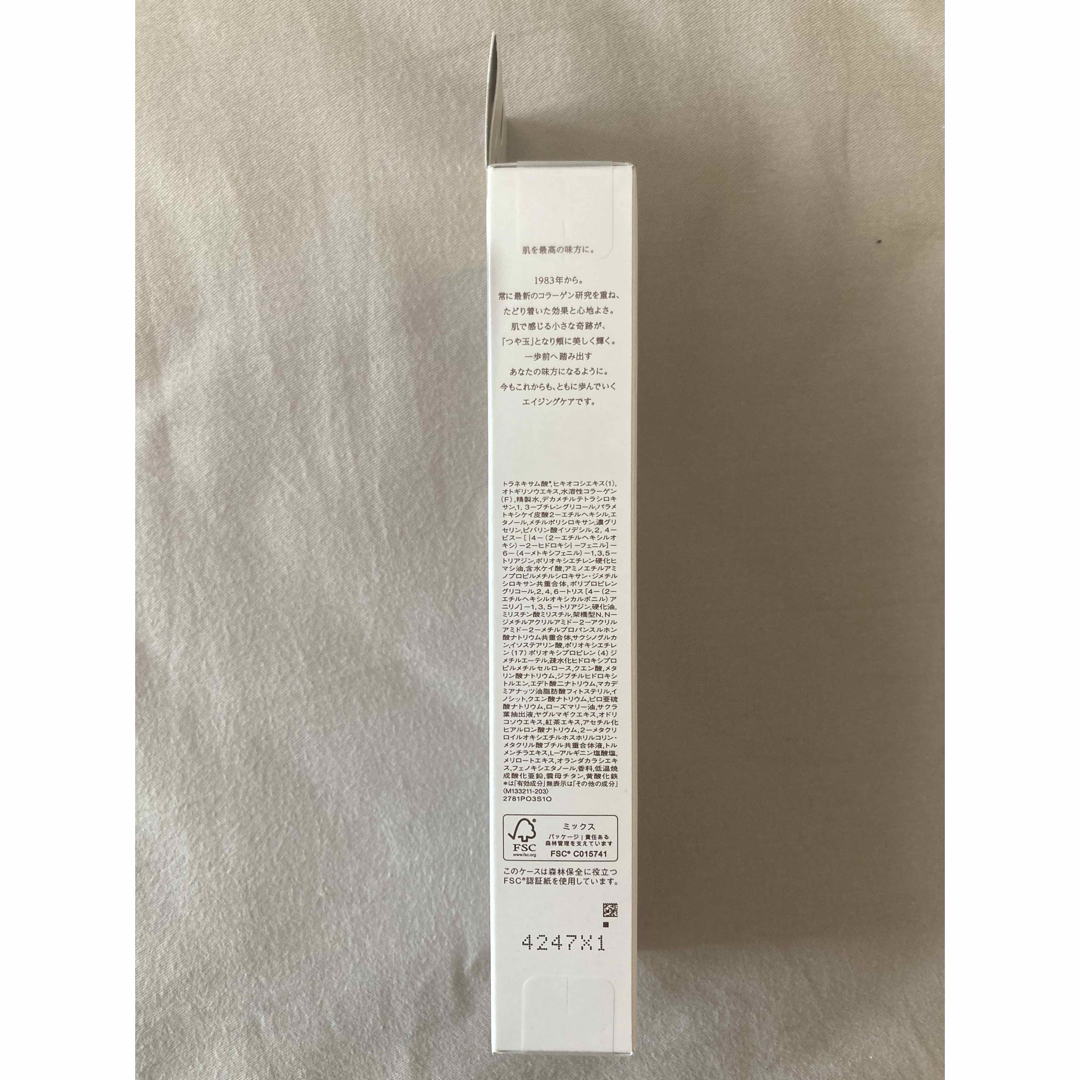 肌を最高の味方に。
1983年から。
常に最新のコラーゲン研究を重ね、
たどり着いた効果と心地よさ。
肌で感じる小さな奇跡が、
「つや玉」となり頬に美しく輝く。
一歩前へ踏み出す
あなたの味方になるように。
今もこれからも、ともに歩んでいく
エイジングケアです。
トラネキサム酸*,ヒキオコシエキス(1),
オトギリソウエキス,水溶性コラーゲン
(F),精製水,デカメチルテトラシロキ
サン,1,3－ブチレングリコール,パラメ
トキシケイ皮酸2－エチルヘキシル,エ
タノール,メチルポリシロキサン,濃グリ
セリン,ピバリン酸イソデシル,2,4－
ビス－[{4－(2－エチルヘキシルオ
キシ)－2－ヒドロキシ}－フェニル]－
6－(4－メトキシフェニル)－1,3,5－
トリアジン,ポリオキシエチレン硬化ヒ
マシ油,含水ケイ酸,アミノエチルアミ
ノプロピルメチルシロキサン・ジメチル
シロキサン共重合体,ポリプロピレン
グリコール,2,4,6－トリス[4－(2－
エチルヘキシルオキシカルボニル)ア
ニリノ]－1,3,5－トリアジン,硬化油,
ミリスチン酸ミリスチル,架橋型N,N－
ジメチルアクリルアミド－2－アクリル
アミド－2－メチルプロパンスルホン
酸ナトリウム共重合体,サクシノグルカ
ン,イソステアリン酸,ポリオキシエチレ
ン(17)ポリオキシプロピレン(4)ジ
メチルエーテル,疎水化ヒドロキシプロ
ピルメチルセルロース,クエン酸,メタ
リン酸ナトリウム,ジブチルヒドロキシ
トルエン,エデト酸二ナトリウム,マカデ
ミアナッツ油脂肪酸フィトステリル,イ
ノシット,クエン酸ナトリウム,ピロ亜硫
酸ナトリウム,ローズマリー油,サクラ
葉抽出液,ヤグルマギクエキス,オドリ
コソウエキス,紅茶エキス,アセチル化
ヒアルロン酸ナトリウム,2－メタクリ
ロイルオキシエチルホスホリルコリン・
メタクリル酸ブチル共重合体液,トル
メンチラエキス,L－アルギニン塩酸塩,
メリロートエキス,オランダカラシエキ
ス,フェノキシエタノール,香料,低温焼
成酸化亜鉛,雲母チタン,黄酸化鉄
*は「有効成分」無表示は「その他の成分」
(M133211-203)
2781PO3S1O
FSC
www.fsc.org
ミックス
パッケージ｜責任ある
森林管理を支えています
FSC® C015741
このケースは森林保全に役立つ
FSC®認証紙を使用しています。
4247X1